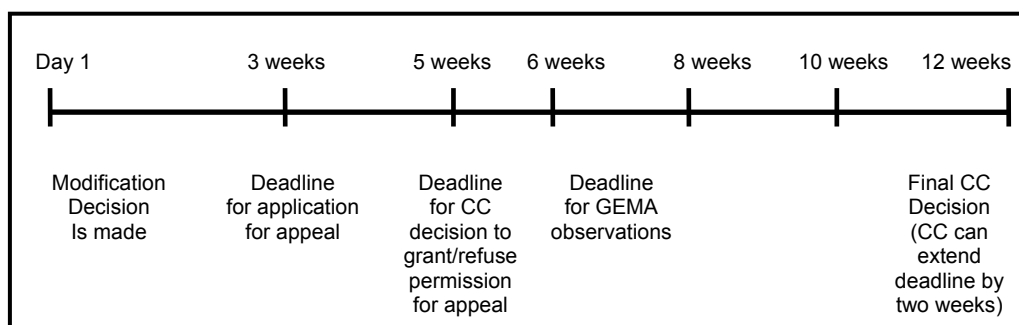 Day 1 3 weeks 5 weeks 6 weeks 8 weeks 10 weeks 12 weeks
Modification
Decision
Is made
Deadline
for application
for appeal
Deadline
for CC
decision to
grant/refuse
permission
for appeal
Deadline
for GEMA
observations
Final CC
Decision
(CC can
extend
deadline by
two weeks)